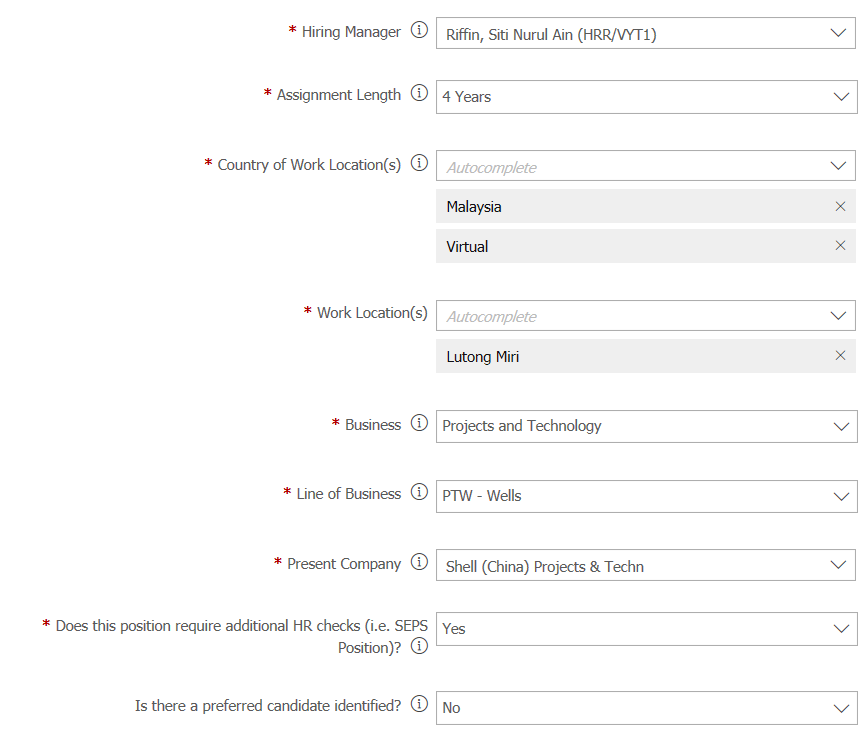 * Hiring Manager Riffin, Siti Nurul Ain (HRR/VYT1)
* Assignment Length 4 Years
* Country of Work Location(s) Autocomplete
Malaysia
Virtual
* Work Location(s) Autocomplete
Lutong Miri
* Business Projects and Technology
* Line of Business PTW - Wells
* Present Company Shell (China) Projects & Techn
* Does this position require additional HR checks (i.e. SEPS
Position)? Yes
Is there a preferred candidate identified? No